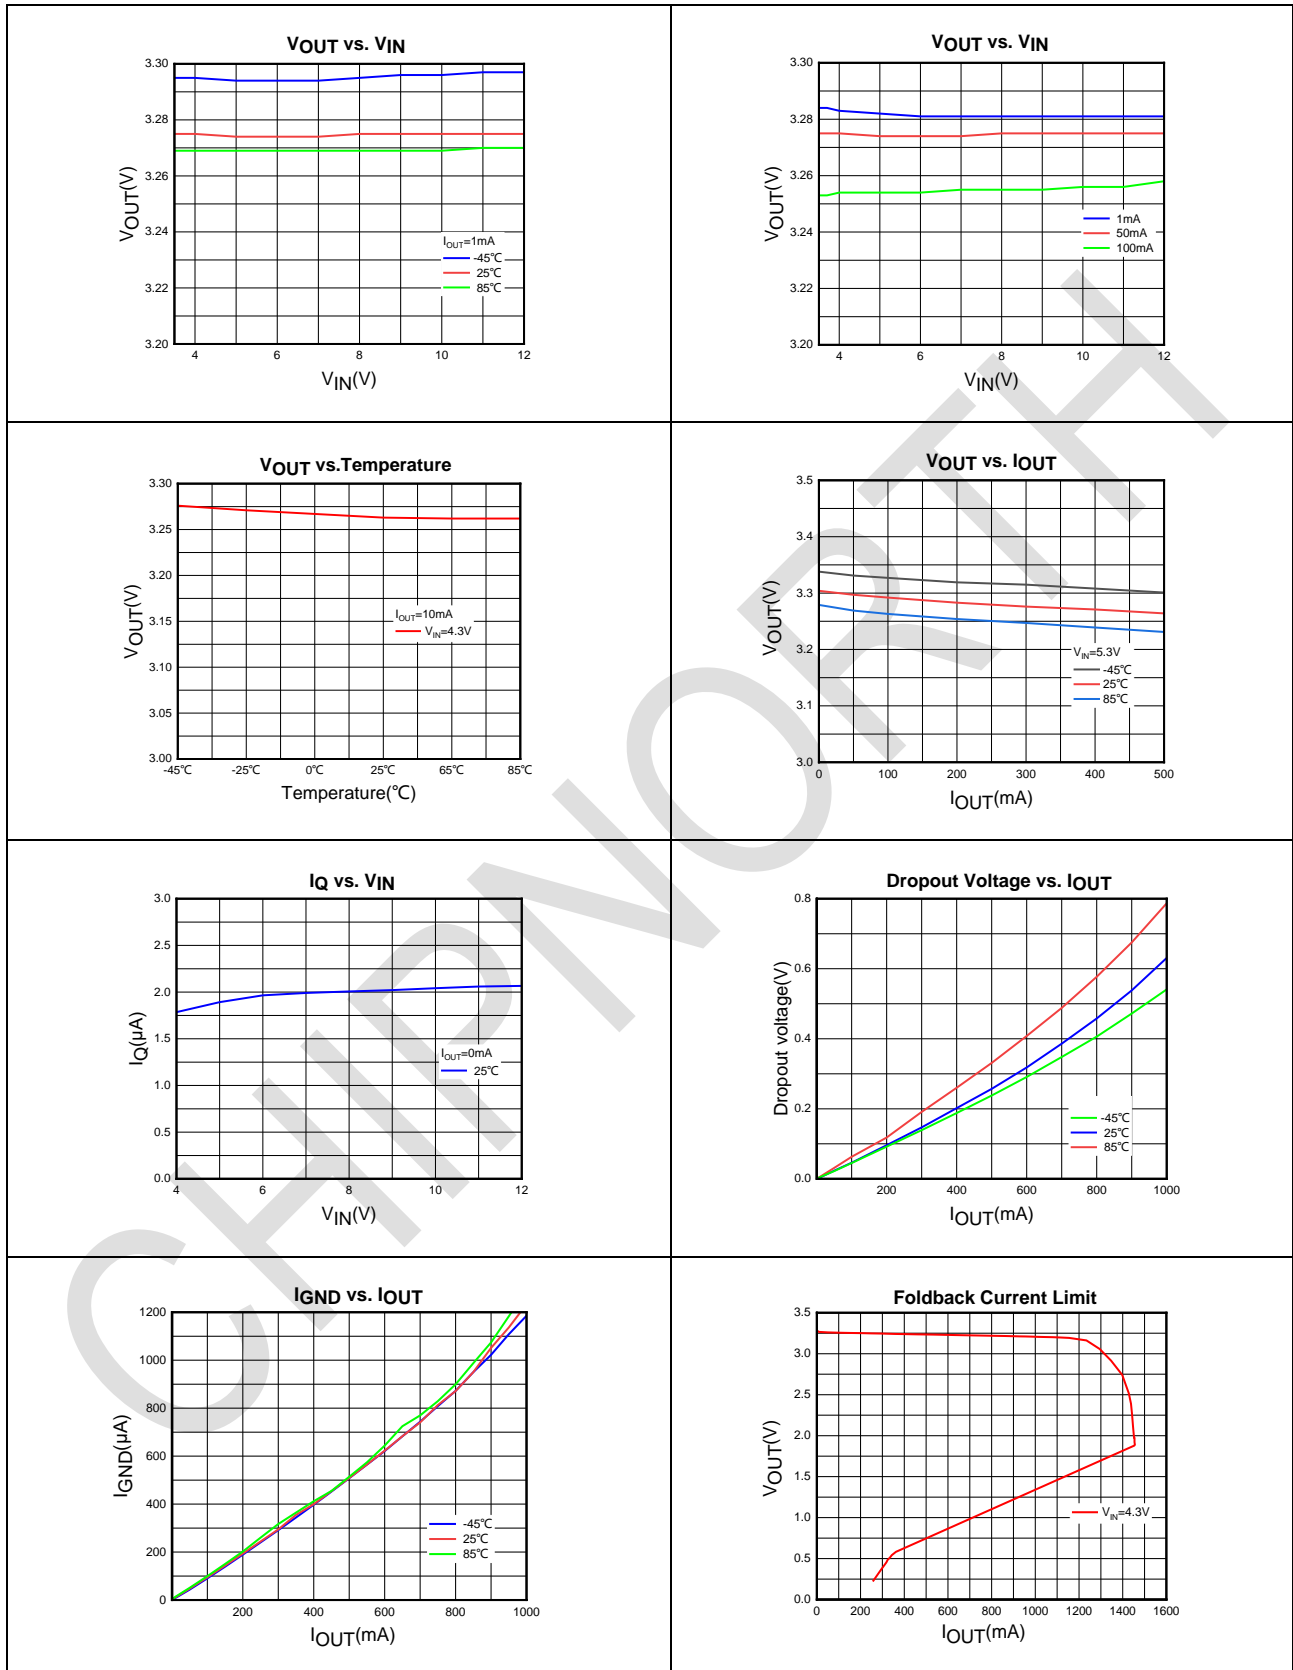 VOUT vs. VIN
3.30
3.28
3.26
3.24
3.22
3.20
VOUT(V)
IOUT=1mA
-45℃
25℃
85℃
4 6 8 10 12
VIN(V)
VOUT vs. VIN
3.30
3.28
3.26
3.24
3.22
3.20
VOUT(V)
1mA
50mA
100mA
4 6 8 10 12
VIN(V)
VOUT vs.Temperature
3.30
3.25
3.20
3.15
3.10
3.05
3.00
VOUT(V)
IOUT=10mA
VIN=4.3V
-45℃ -25℃ 0℃ 25℃ 65℃ 85℃
Temperature(℃)
VOUT vs. IOUT
3.5
3.4
3.3
3.2
3.1
3.0
VOUT(V)
VIN=5.3V
-45℃
25℃
85℃
0 100 200 300 400 500
IOUT(mA)
IQ vs. VIN
3.0
2.5
2.0
1.5
1.0
0.5
0.0
IQ(µA)
IOUT=0mA
25℃
4 6 8 10 12
VIN(V)
Dropout Voltage vs. IOUT
0.8
0.6
0.4
0.2
0.0
Dropout voltage(V)
-45℃
25℃
85℃
200 400 600 800 1000
IOUT(mA)
IGND vs. IOUT
1200
1000
800
600
400
200
0
IGND(µA)
-45℃
25℃
85℃
200 400 600 800 1000
IOUT(mA)
Foldback Current Limit
3.5
3.0
2.5
2.0
1.5
1.0
0.5
0.0
VOUT(V)
VIN=4.3V
0 200 400 600 800 1000 1200 1400 1600
IOUT(mA)
CHIPNORTH